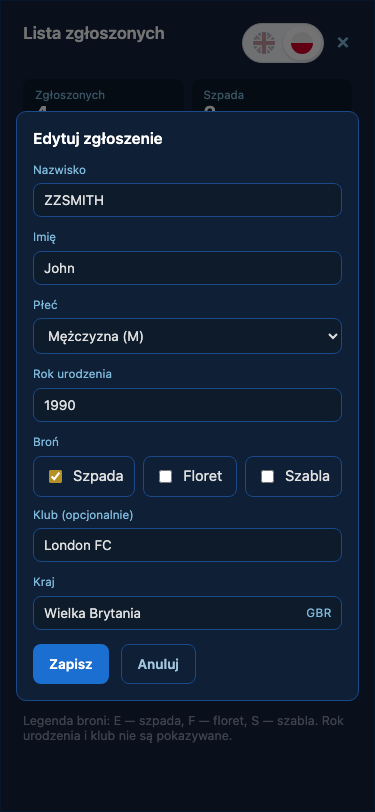 Lista zgłoszonych
Zgłoszonych
Szpada
Edytuj zgłoszenie
Nazwisko
ZZSMITH
Imię
John
Płeć
Mężczyzna (M)
Rok urodzenia
1990
Broń
Szpada
Floret
Szabla
Klub (opcjonalnie)
London FC
Kraj
Wielka Brytania
GBR
Zapisz
Anuluj
Legenda broni: E — szpada, F — floret, S — szabla. Rok
urodzenia i klub nie są pokazywane.